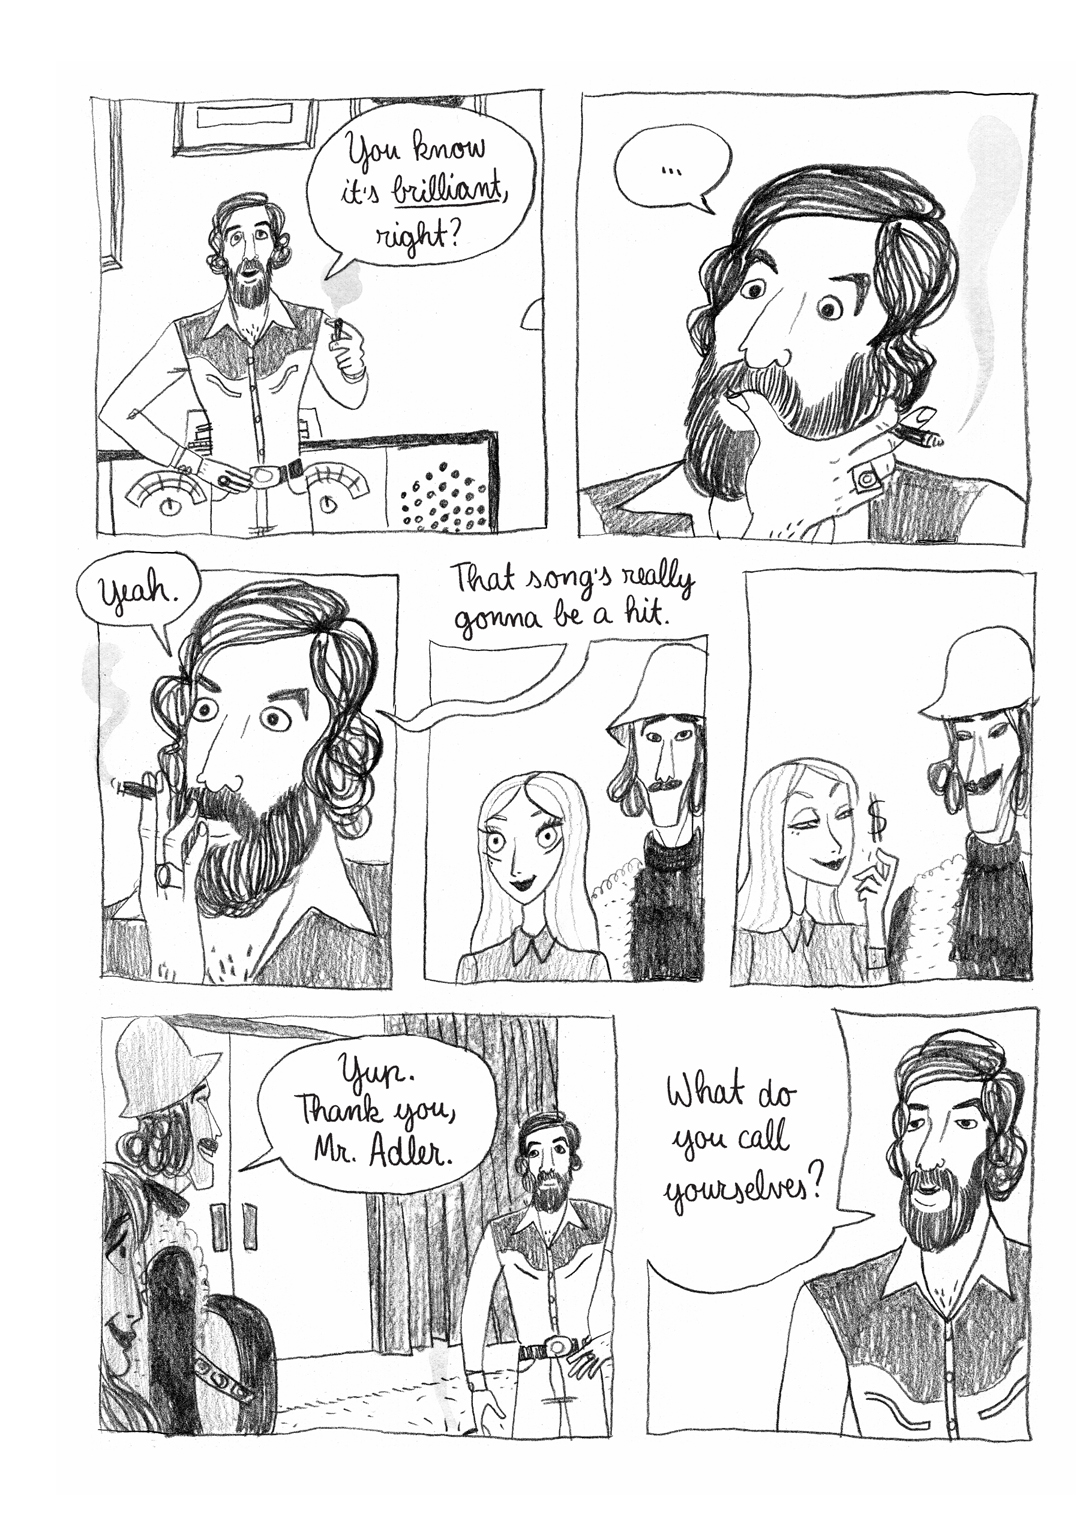 You know
it's brilliant,
right?
...
Yeah.
That song's really
gonna be a hit.
$
Yup.
Thank you,
Mr. Adler.
What do
you call
yourselves?